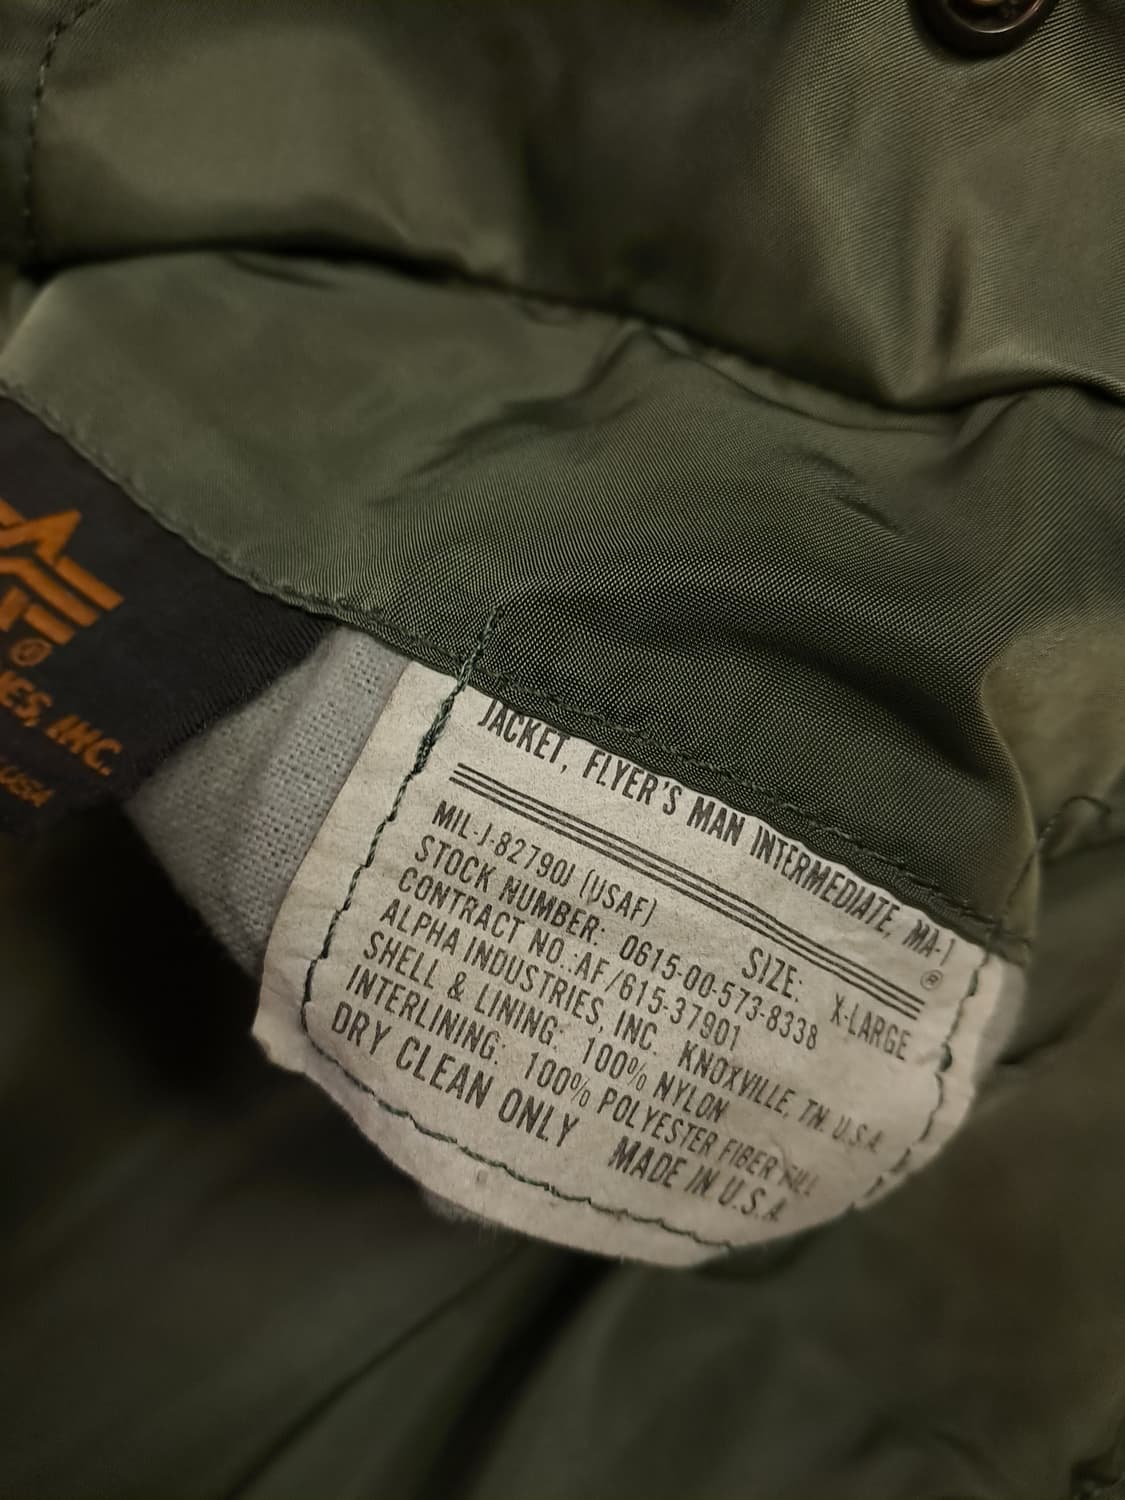 ®
IES, INC.
USA
JACKET, FLYER'S MAN INTERMEDIATE, MA-1
®
MIL-J-82790J (USAF) SIZE: X-LARGE
STOCK NUMBER: 0615-00-573-8338
CONTRACT NO.:AF/615-37901
ALPHA INDUSTRIES, INC. KNOXVILLE, TN. U.S.A.
SHELL & LINING: 100% NYLON
INTERLINING: 100% POLYESTER FIBER FILL
DRY CLEAN ONLY MADE IN U.S.A.